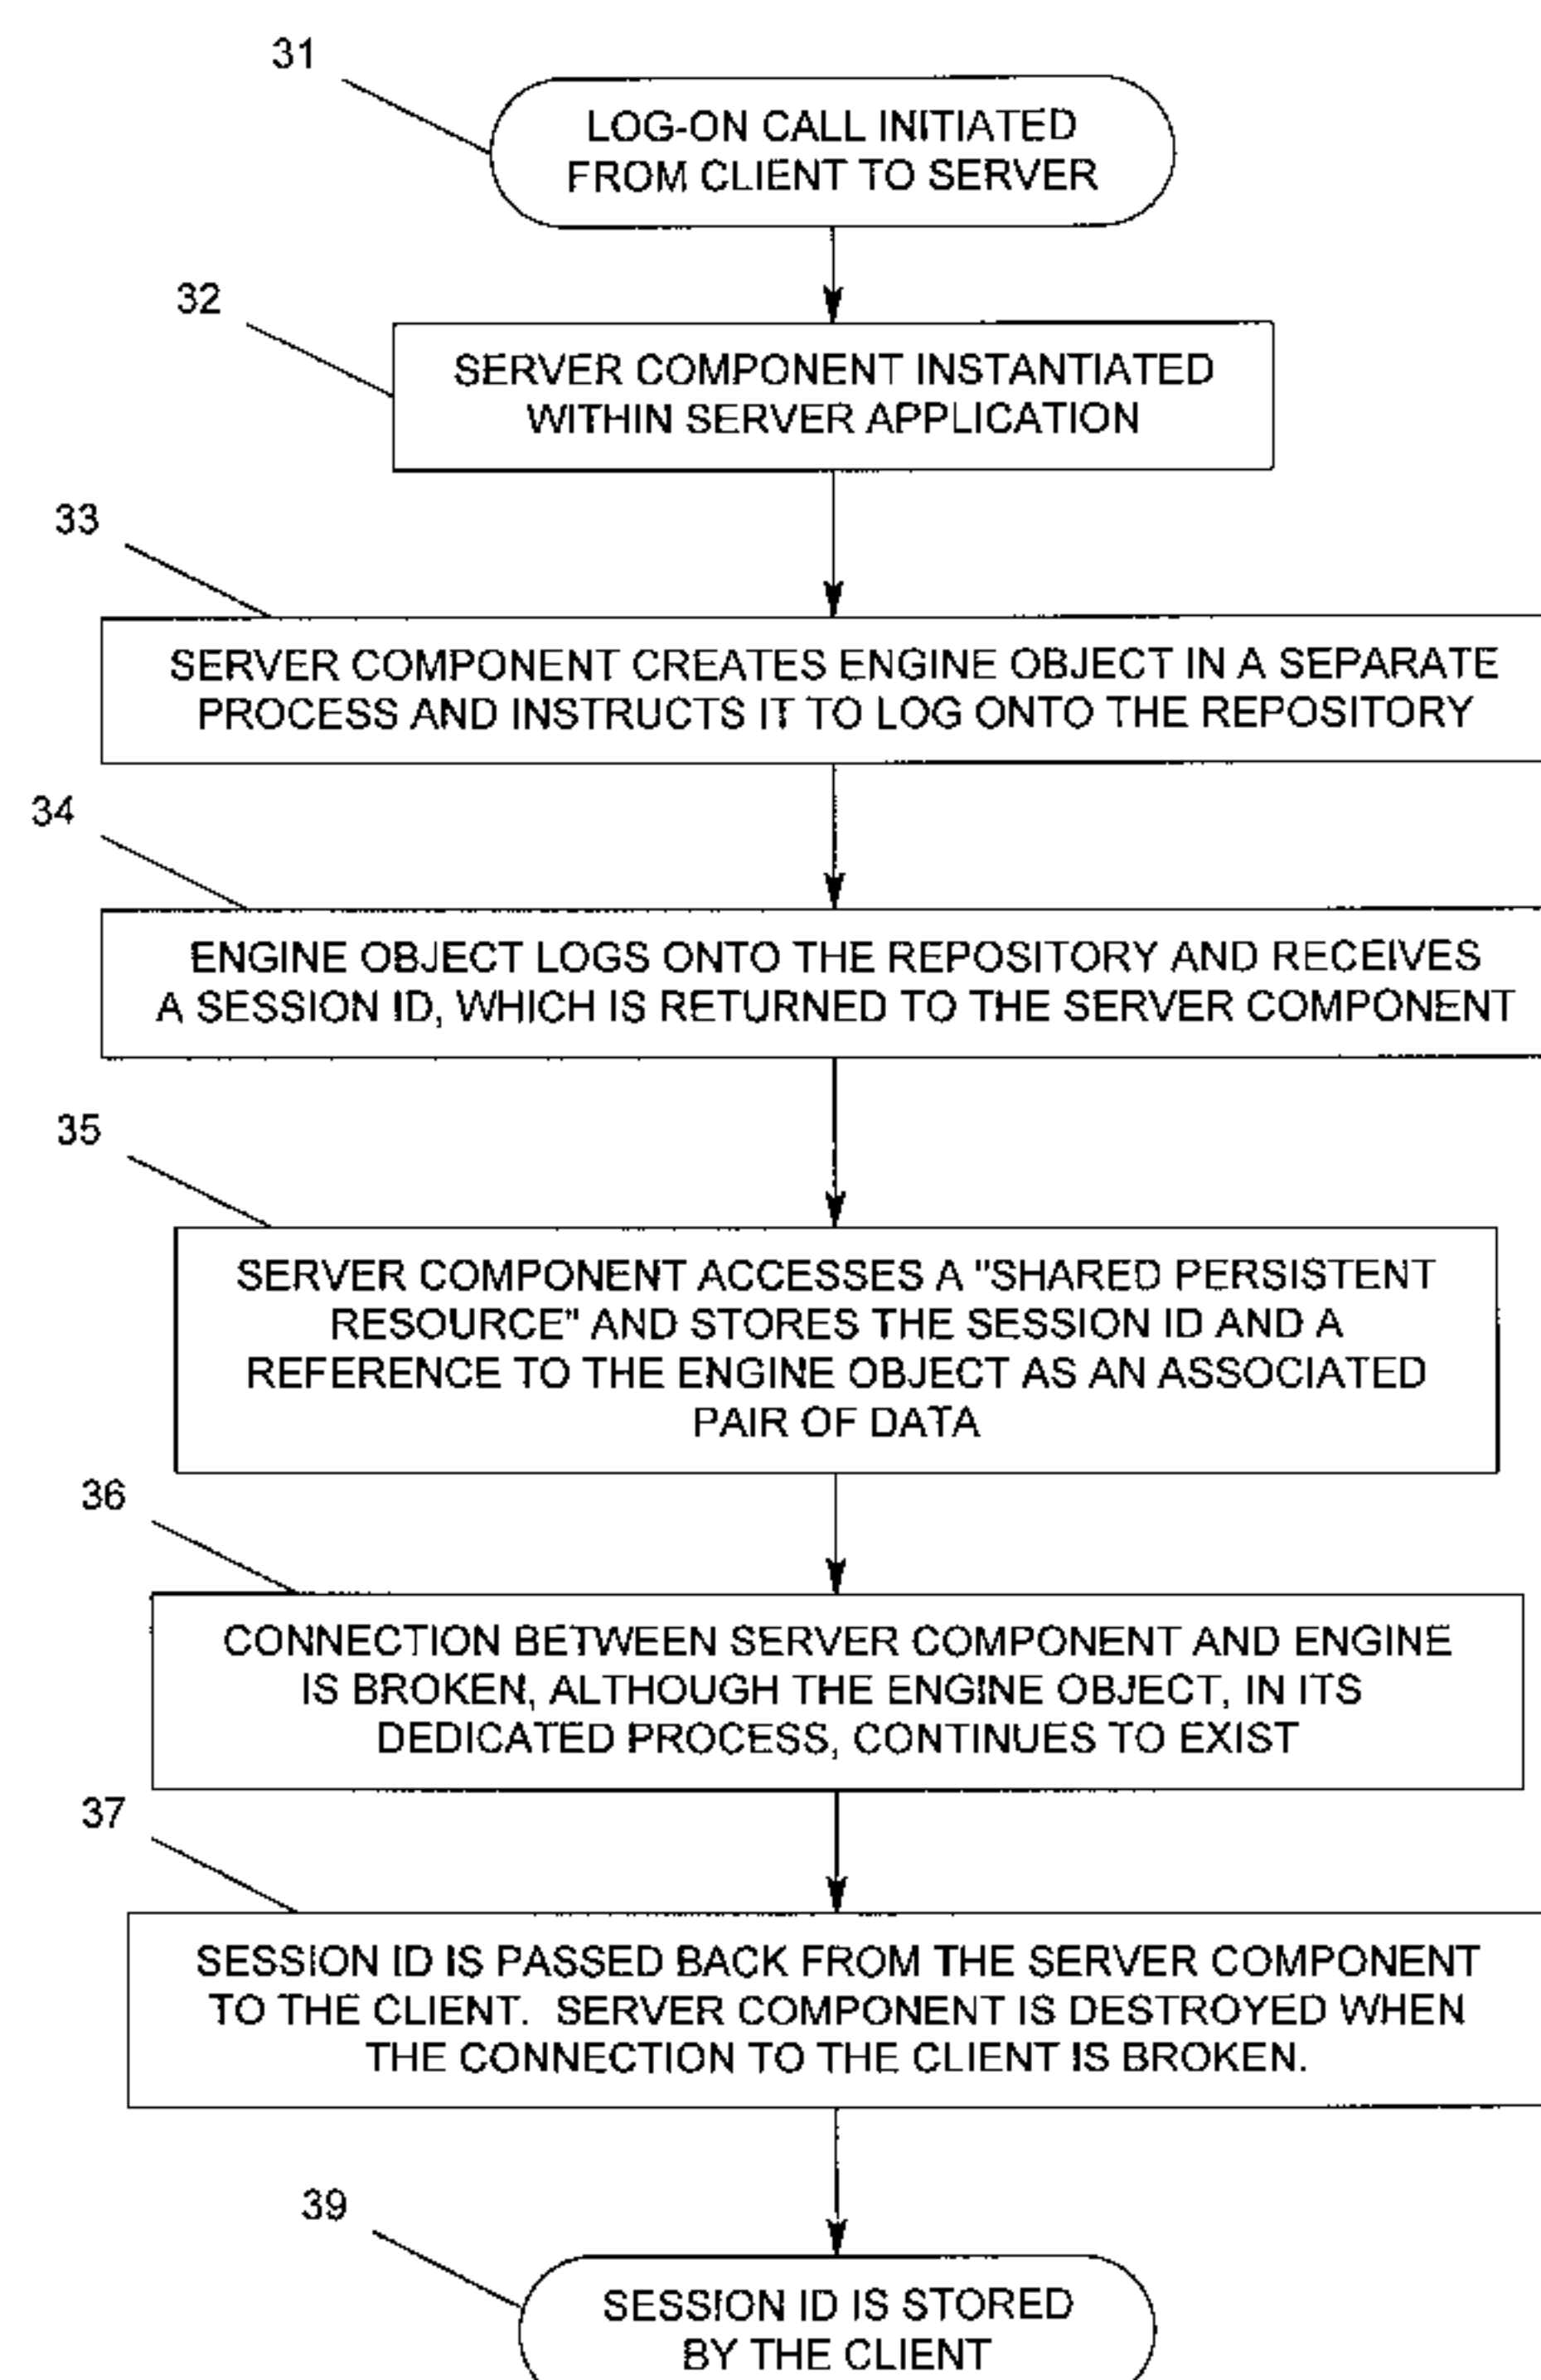 31
LOG-ON CALL INITIATED
FROM CLIENT TO SERVER
32
SERVER COMPONENT INSTANTIATED
WITHIN SERVER APPLICATION
33
SERVER COMPONENT CREATES ENGINE OBJECT IN A SEPARATE
PROCESS AND INSTRUCTS IT TO LOG ONTO THE REPOSITORY
34
ENGINE OBJECT LOGS ONTO THE REPOSITORY AND RECEIVES
A SESSION ID, WHICH IS RETURNED TO THE SERVER COMPONENT
35
SERVER COMPONENT ACCESSES A "SHARED PERSISTENT
RESOURCE" AND STORES THE SESSION ID AND A
REFERENCE TO THE ENGINE OBJECT AS AN ASSOCIATED
PAIR OF DATA
36
CONNECTION BETWEEN SERVER COMPONENT AND ENGINE
IS BROKEN, ALTHOUGH THE ENGINE OBJECT, IN ITS
DEDICATED PROCESS, CONTINUES TO EXIST
37
SESSION ID IS PASSED BACK FROM THE SERVER COMPONENT
TO THE CLIENT. SERVER COMPONENT IS DESTROYED WHEN
THE CONNECTION TO THE CLIENT IS BROKEN.
39
SESSION ID IS STORED
BY THE CLIENT